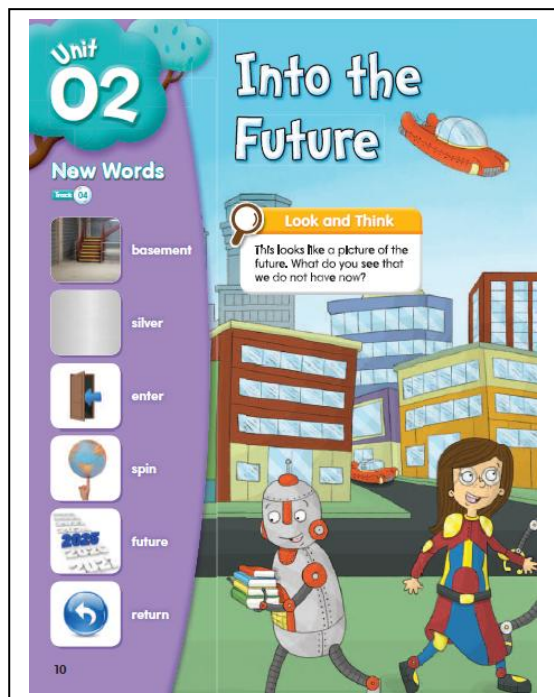 Unit
02
Into the
Future
New Words
Track 04
Look and Think
This looks like a picture of the
future. What do you see that
we do not have now?
basement
silver
enter
spin
2025
future
return
10